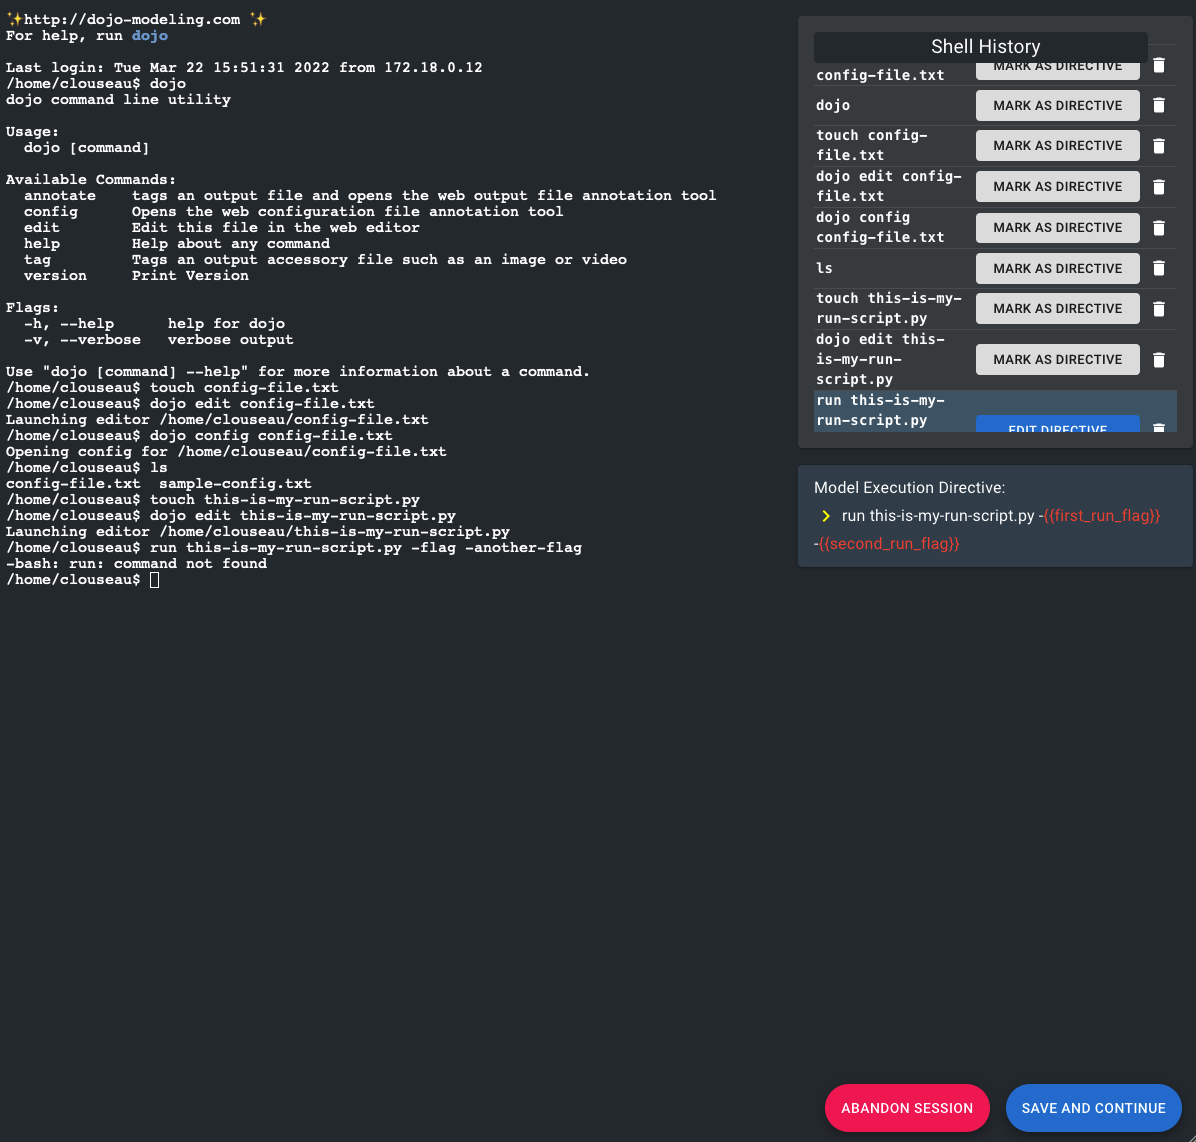 ✨http://dojo-modeling.com ✨
For help, run dojo
Last login: Tue Mar 22 15:51:31 2022 from 172.18.0.12
/home/clouseau$ dojo
dojo command line utility
Usage:
dojo [command]
Available Commands:
annotate    tags an output file and opens the web output file annotation tool
config      Opens the web configuration file annotation tool
edit        Edit this file in the web editor
help        Help about any command
tag         Tags an output accessory file such as an image or video
version     Print Version
Flags:
-h, --help      help for dojo
-v, --verbose   verbose output
Use "dojo [command] --help" for more information about a command.
/home/clouseau$ touch config-file.txt
/home/clouseau$ dojo edit config-file.txt
Launching editor /home/clouseau/config-file.txt
/home/clouseau$ dojo config config-file.txt
Opening config for /home/clouseau/config-file.txt
/home/clouseau$ ls
config-file.txt  sample-config.txt
/home/clouseau$ touch this-is-my-run-script.py
/home/clouseau$ dojo edit this-is-my-run-script.py
Launching editor /home/clouseau/this-is-my-run-script.py
/home/clouseau$ run this-is-my-run-script.py -flag -another-flag
-bash: run: command not found
/home/clouseau$
Shell History
config-file.txt
MARK AS DIRECTIVE
dojo
MARK AS DIRECTIVE
touch config-
file.txt
MARK AS DIRECTIVE
dojo edit config-
file.txt
MARK AS DIRECTIVE
dojo config
config-file.txt
MARK AS DIRECTIVE
ls
MARK AS DIRECTIVE
touch this-is-my-
run-script.py
MARK AS DIRECTIVE
dojo edit this-
is-my-run-
script.py
MARK AS DIRECTIVE
run this-is-my-
run-script.py
EDIT DIRECTIVE
Model Execution Directive:
run this-is-my-run-script.py -{{first_run_flag}}
-{{second_run_flag}}
ABANDON SESSION
SAVE AND CONTINUE